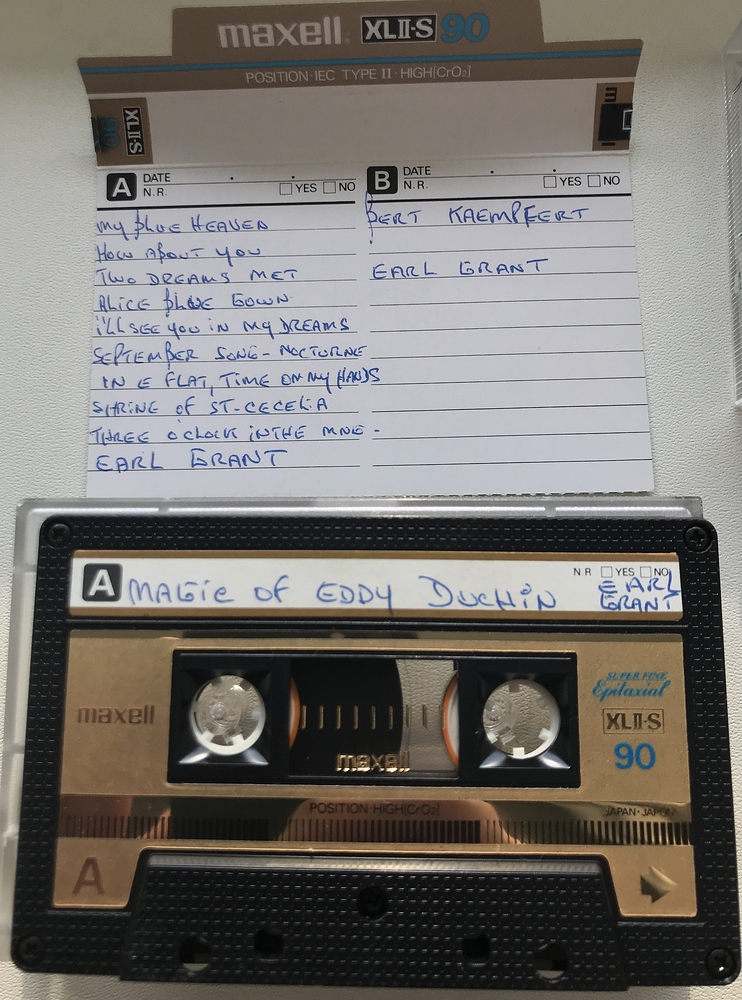 maxell XLII-S 90
POSITION·IEC TYPE II·HIGH(CrO₂)
90 XLII-S
m
A DATE · ·
N.R. YES NO
MY BLUE HEAVEN
HOW ABOUT YOU
TWO DREAMS MET
ALICE BLUE GOWN
I'LL SEE YOU IN MY DREAMS
SEPTEMBER SONG - NOCTURNE
IN E FLAT, TIME ON MY HANDS
SHRINE OF ST-CECELIA
THREE O'CLOCK IN THE MNG -
EARL GRANT
B DATE · ·
N.R. YES NO
BERT KAEMPFERT
EARL GRANT
A MAGIC OF EDDY DUCHIN
N R YES NO
EARL
GRANT
maxell
maxell
SUPER FINE
Epitaxial
XLII-S
90
POSITION·HIGH(CrO₂)
JAPAN·JAPON
A